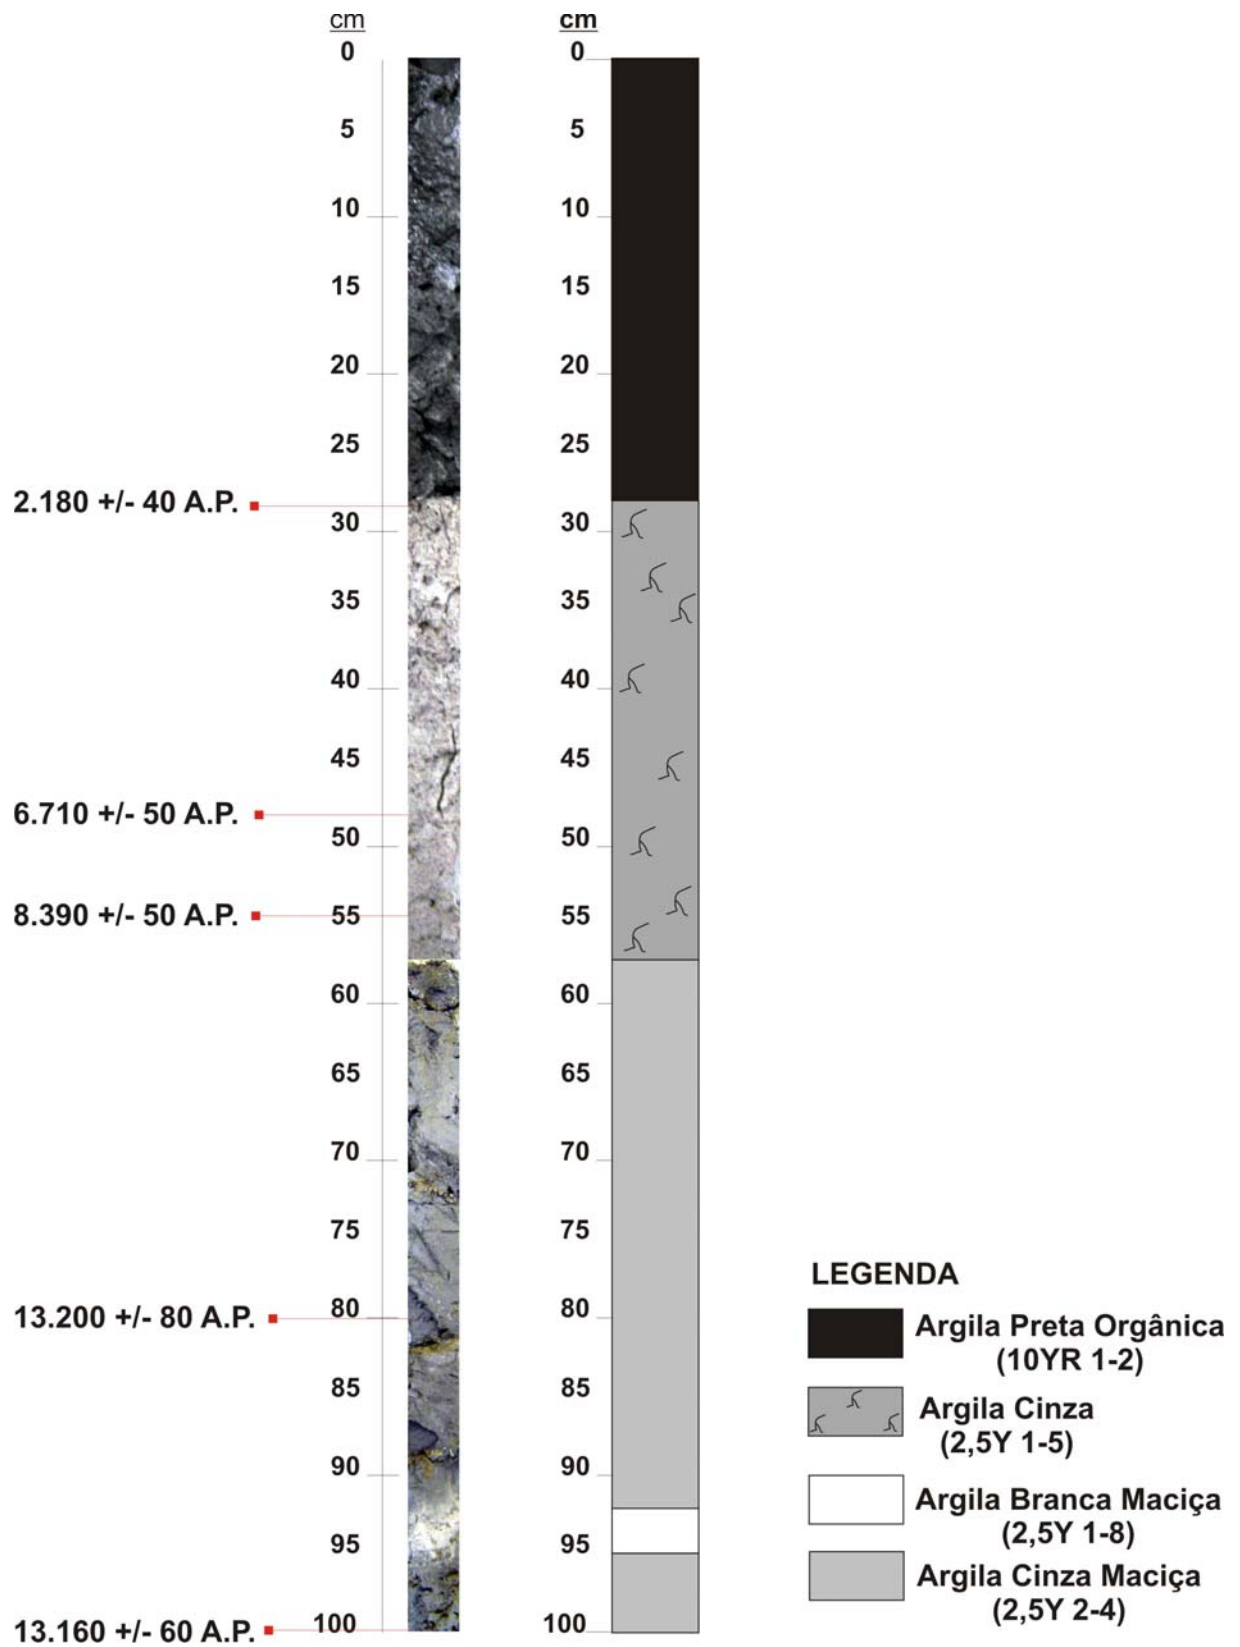 cm
0
5
10
15
20
25
30
35
40
45
50
55
60
65
70
75
80
85
90
95
100
2.180 +/- 40 A.P.
6.710 +/- 50 A.P.
8.390 +/- 50 A.P.
13.200 +/- 80 A.P.
13.160 +/- 60 A.P.
cm
0
5
10
15
20
25
30
35
40
45
50
55
60
65
70
75
80
85
90
95
100
LEGENDA
Argila Preta Orgânica
(10YR 1-2)
Argila Cinza
(2,5Y 1-5)
Argila Branca Maciça
(2,5Y 1-8)
Argila Cinza Maciça
(2,5Y 2-4)